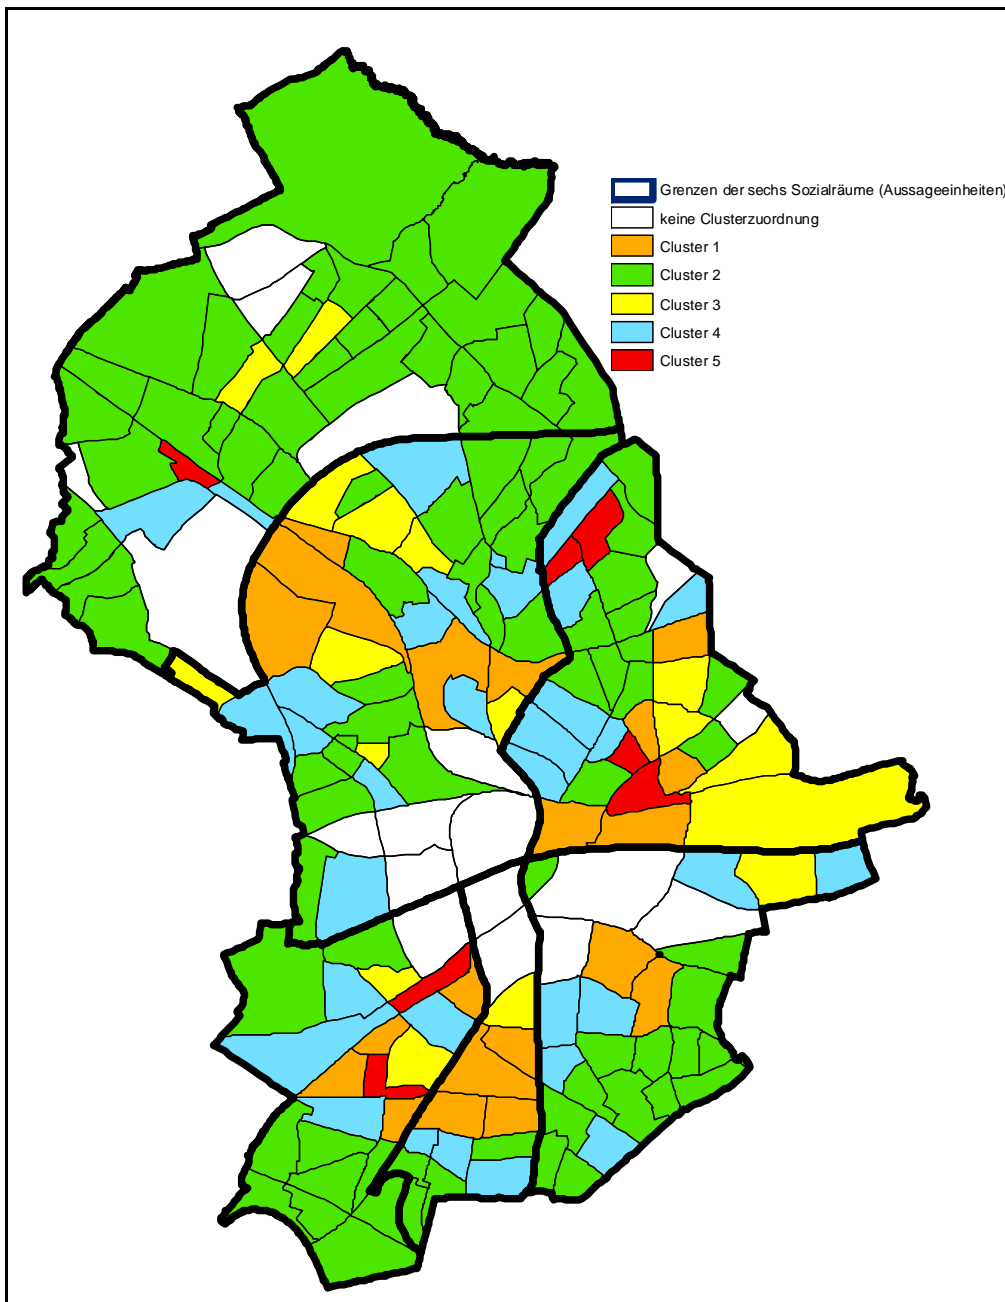 Grenzen der sechs Sozialräume (Aussageeinheiten)
keine Clusterzuordnung
Cluster 1
Cluster 2
Cluster 3
Cluster 4
Cluster 5